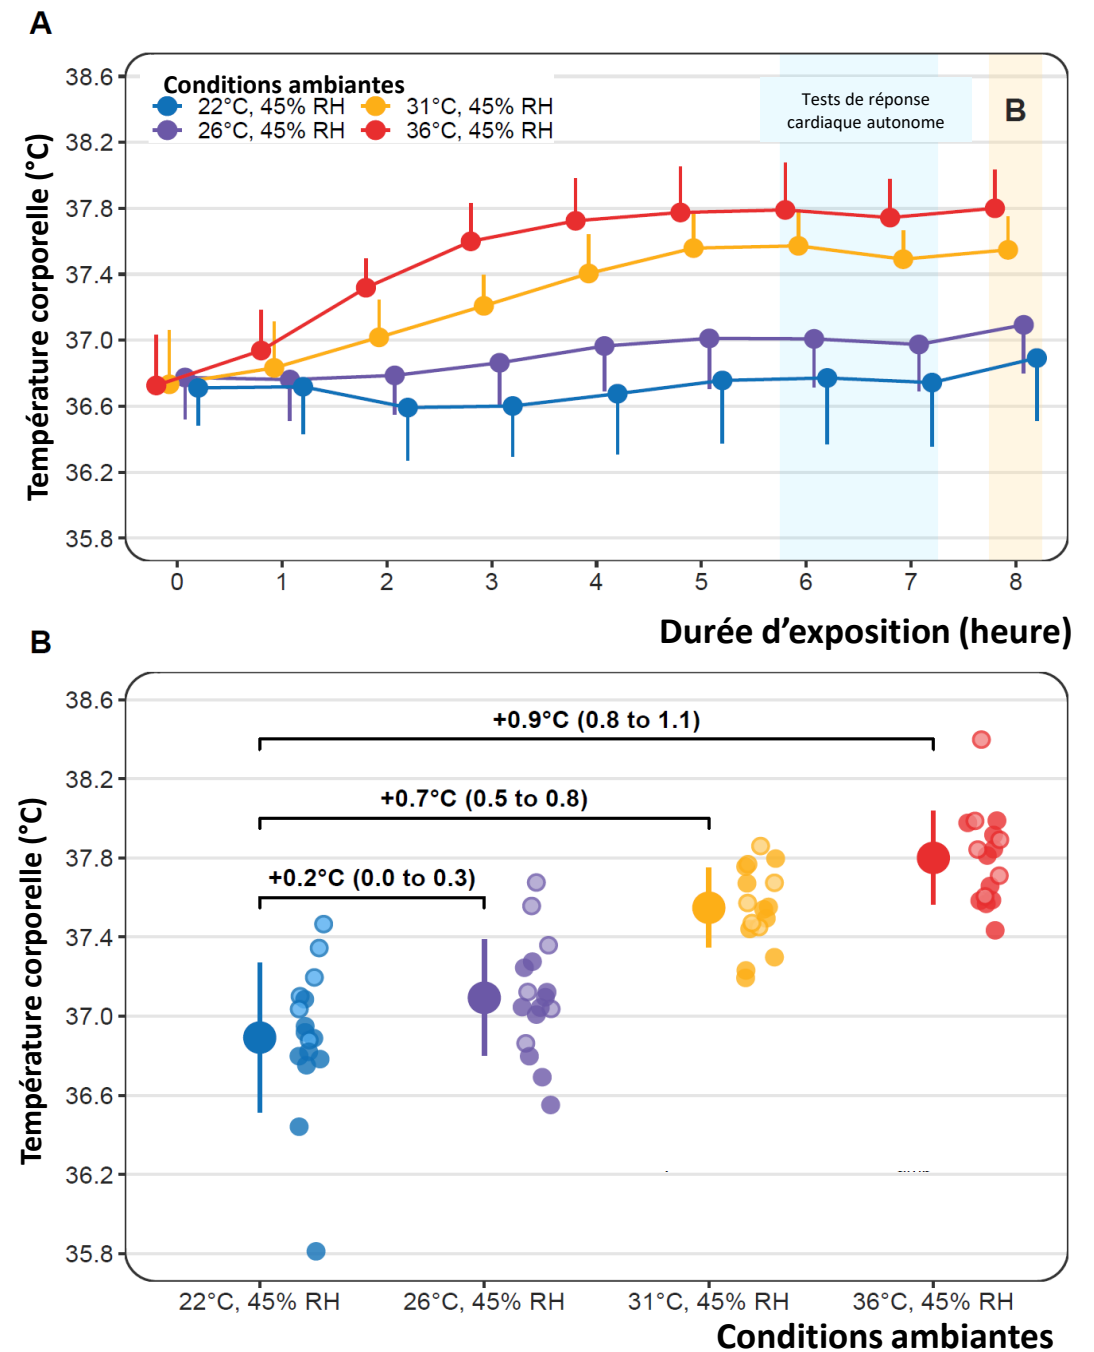 A
Conditions ambiantes
22°C, 45% RH
31°C, 45% RH
26°C, 45% RH
36°C, 45% RH
Tests de réponse
cardiaque autonome
B
Température corporelle (°C)
38.6
38.2
37.8
37.4
37.0
36.6
36.2
35.8
0 1 2 3 4 5 6 7 8
Durée d’exposition (heure)
B
Température corporelle (°C)
38.6
38.2
37.8
37.4
37.0
36.6
36.2
35.8
+0.9°C (0.8 to 1.1)
+0.7°C (0.5 to 0.8)
+0.2°C (0.0 to 0.3)
22°C, 45% RH 26°C, 45% RH 31°C, 45% RH 36°C, 45% RH
Conditions ambiantes